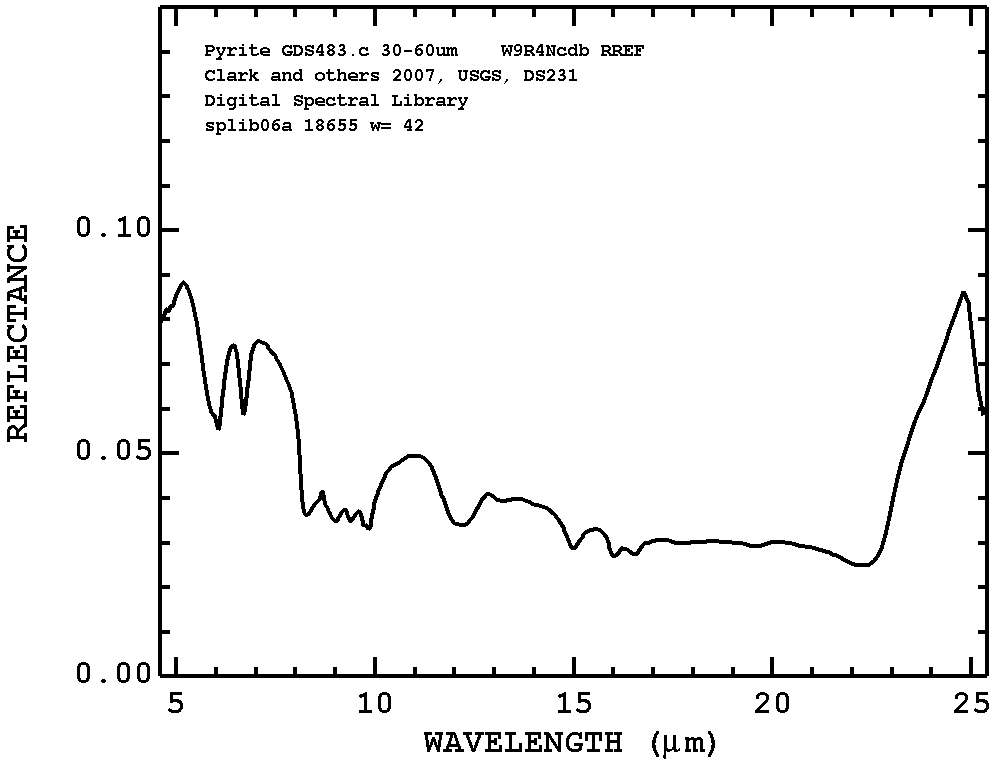 Pyrite GDS483.c 30-60um W9R4Ncdb RREF
Clark and others 2007, USGS, DS231
Digital Spectral Library
splib06a 18655 w= 42
REFLECTANCE
0.10
0.05
0.00
5 10 15 20 25
WAVELENGTH (μm)